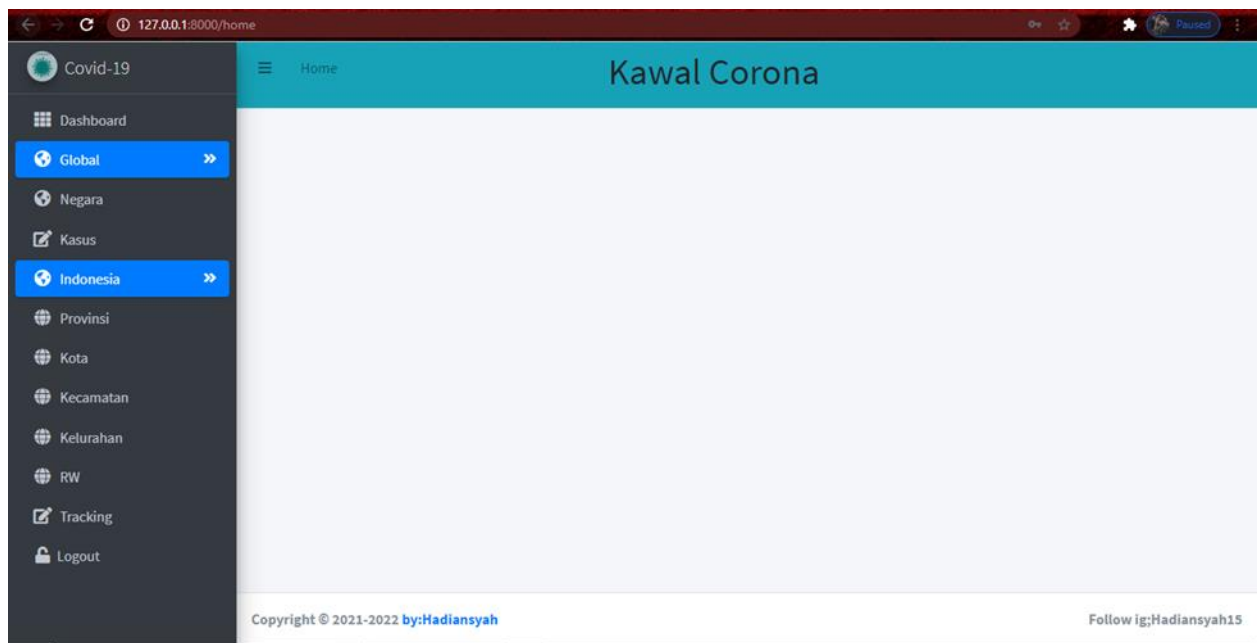 127.0.0.1:8000/home
Paused
Covid-19
Home
Kawal Corona
Dashboard
Global
Negara
Kasus
Indonesia
Provinsi
Kota
Kecamatan
Kelurahan
RW
Tracking
Logout
Copyright © 2021-2022 by:Hadiansyah
Follow ig;Hadiansyah15